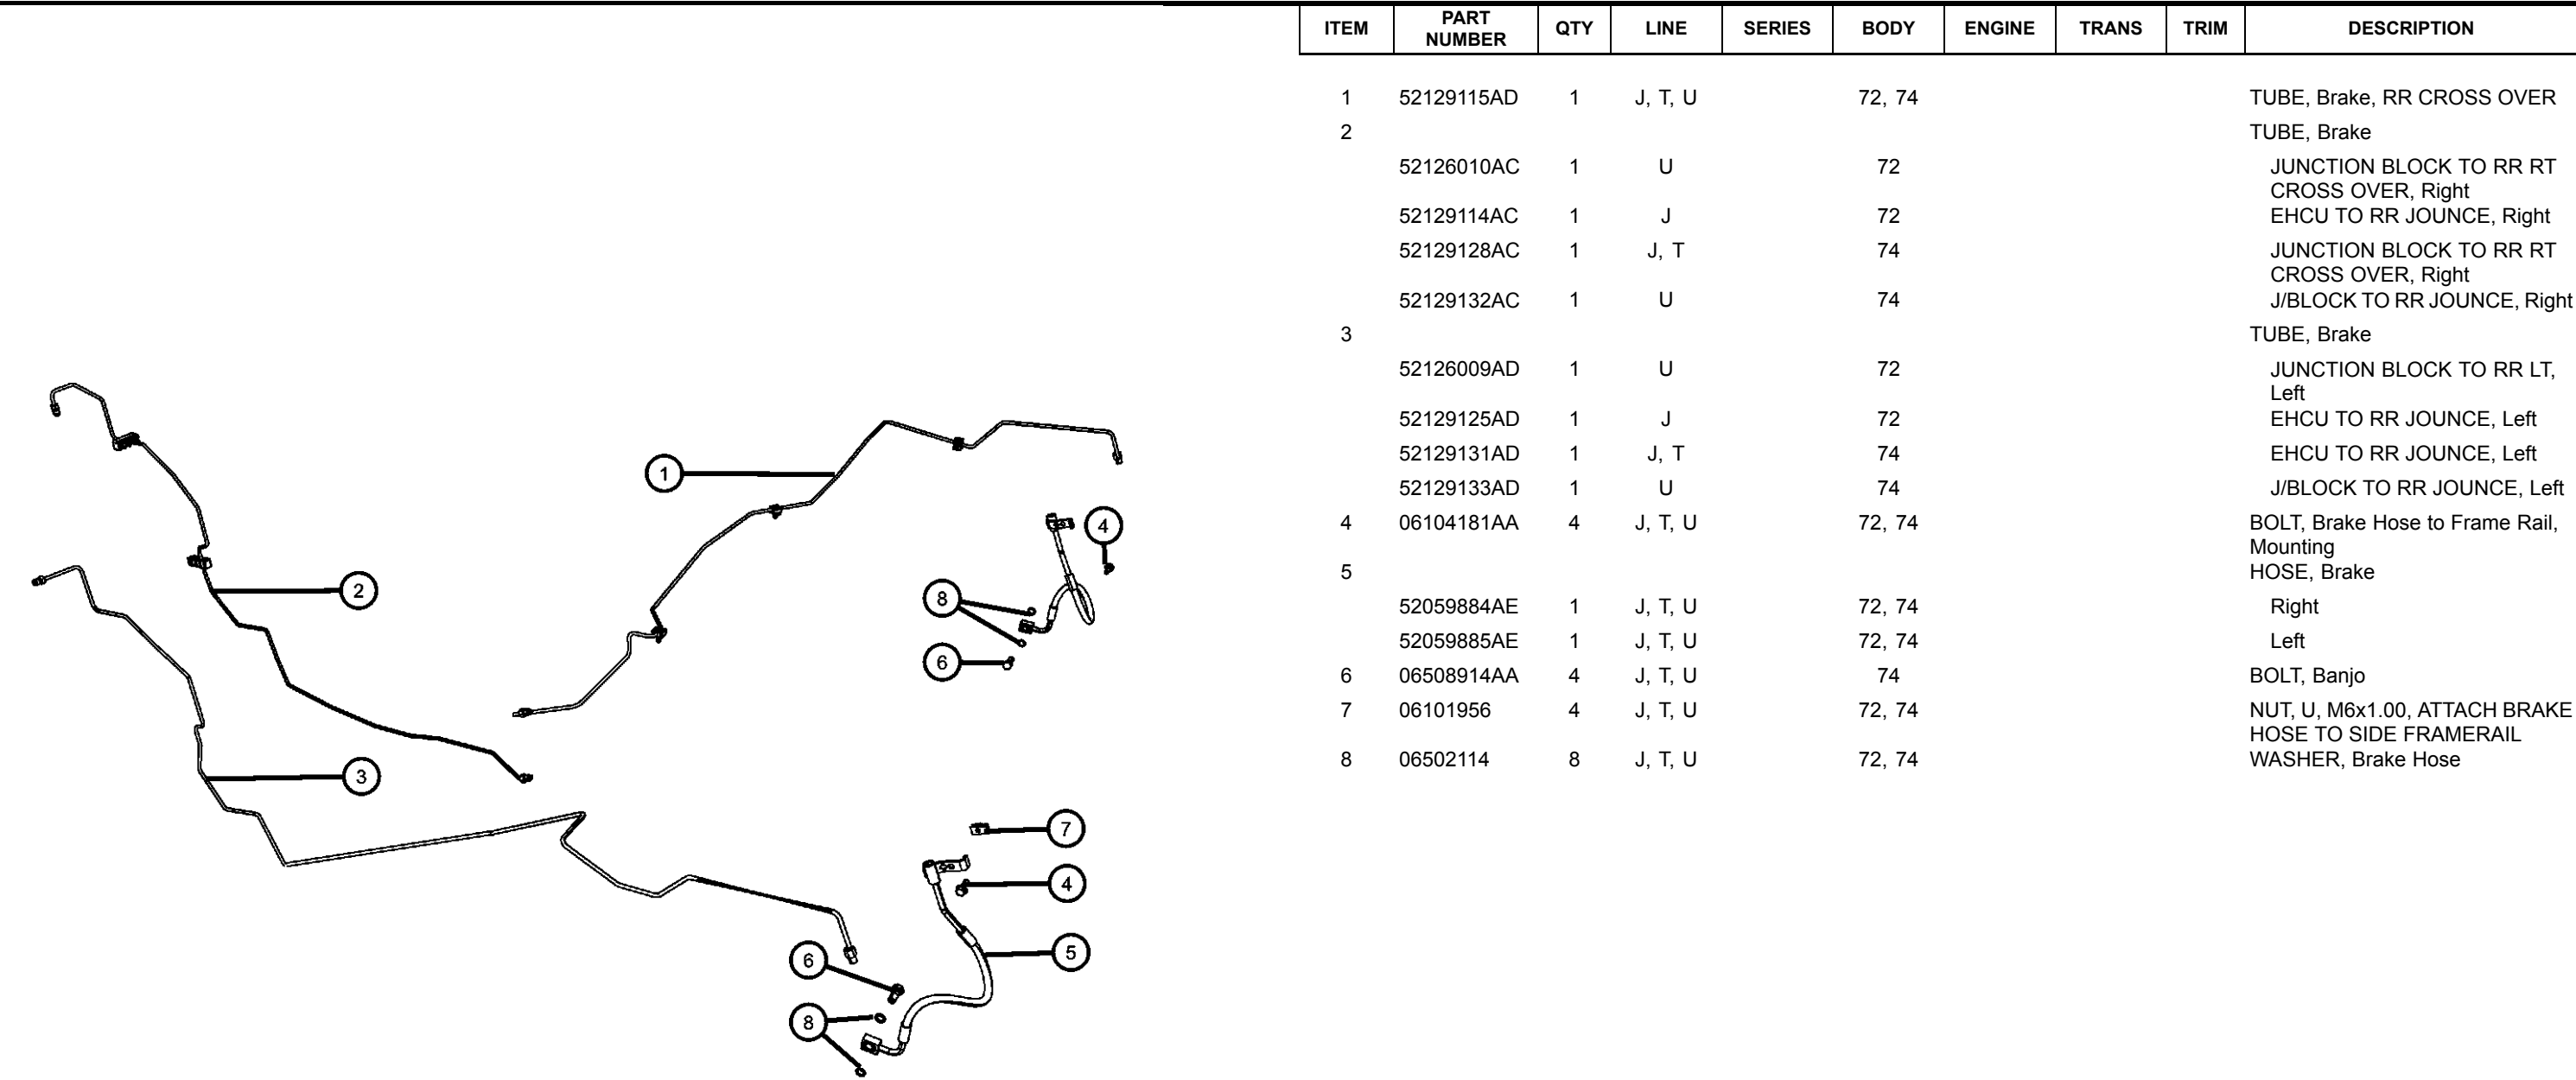 ITEM PART NUMBER QTY LINE SERIES BODY ENGINE TRANS TRIM DESCRIPTION
1 52129115AD 1 J, T, U 72, 74 TUBE, Brake, RR CROSS OVER
2 TUBE, Brake
52126010AC 1 U 72 JUNCTION BLOCK TO RR RT
CROSS OVER, Right
52129114AC 1 J 72 EHCU TO RR JOUNCE, Right
52129128AC 1 J, T 74 JUNCTION BLOCK TO RR RT
CROSS OVER, Right
52129132AC 1 U 74 J/BLOCK TO RR JOUNCE, Right
3 TUBE, Brake
52126009AD 1 U 72 JUNCTION BLOCK TO RR LT,
Left
52129125AD 1 J 72 EHCU TO RR JOUNCE, Left
52129131AD 1 J, T 74 EHCU TO RR JOUNCE, Left
52129133AD 1 U 74 J/BLOCK TO RR JOUNCE, Left
4 06104181AA 4 J, T, U 72, 74 BOLT, Brake Hose to Frame Rail,
Mounting
5 HOSE, Brake
52059884AE 1 J, T, U 72, 74 Right
52059885AE 1 J, T, U 72, 74 Left
6 06508914AA 4 J, T, U 74 BOLT, Banjo
7 06101956 4 J, T, U 72, 74 NUT, U, M6x1.00, ATTACH BRAKE
HOSE TO SIDE FRAMERAIL
8 06502114 8 J, T, U 72, 74 WASHER, Brake Hose
1
4
2
8
6
3
7
4
5
6
8